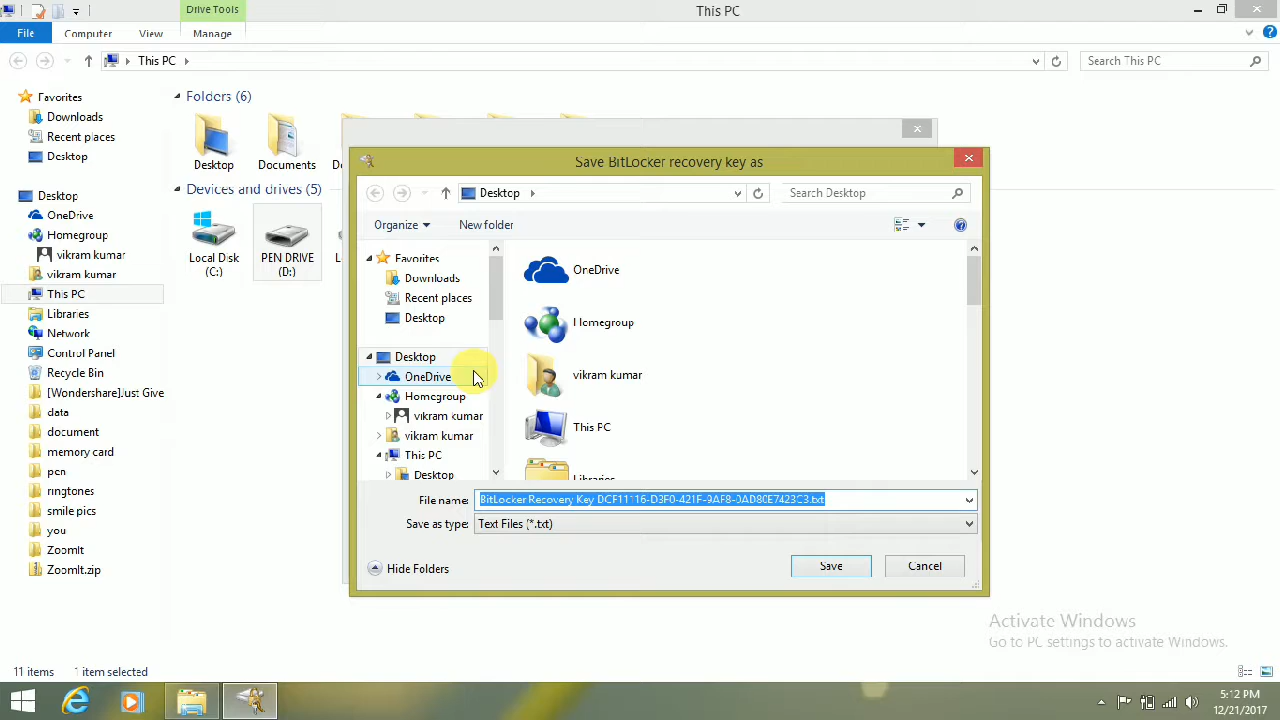 Drive Tools
This PC
File
Computer
View
Manage
This PC
Search This PC
Favorites
Downloads
Recent places
Desktop
Desktop
OneDrive
Homegroup
vikram kumar
vikram kumar
This PC
Libraries
Network
Control Panel
Recycle Bin
[Wondershare]Just Give
data
document
memory card
pen
ringtones
smile pics
you
ZoomIt
ZoomIt.zip
Folders (6)
Desktop
Documents
Devices and drives (5)
Local Disk
(C:)
PEN DRIVE
(D:)
Save BitLocker recovery key as
Desktop
Search Desktop
Organize
New folder
Favorites
Downloads
Recent places
Desktop
Desktop
OneDrive
Homegroup
vikram kumar
vikram kumar
This PC
Desktop
OneDrive
Homegroup
vikram kumar
This PC
Libraries
File name:
BitLocker Recovery Key DCF11116-D3F0-421F-9AF8-0AD80E7423C3.txt
Save as type:
Text Files (*.txt)
Hide Folders
Save
Cancel
Activate Windows
Go to PC settings to activate Windows.
11 items
1 item selected
5:12 PM
12/21/2017